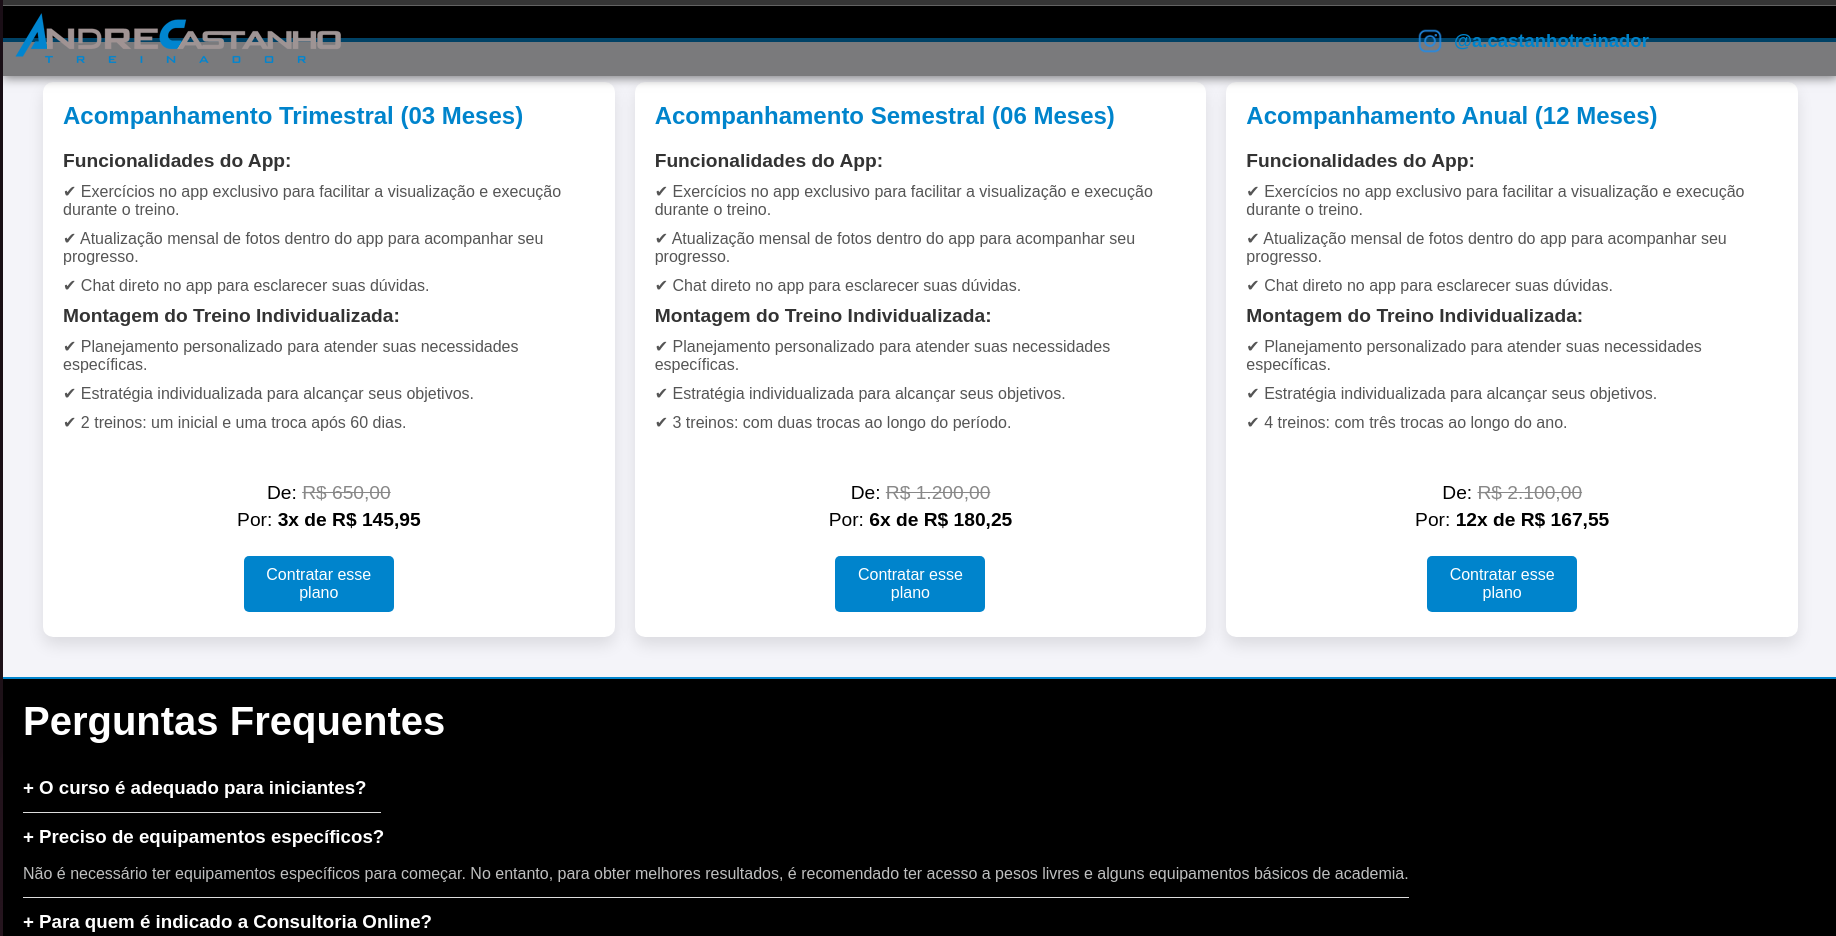 ANDRECASTANHO
TREINADOR
@a.castanhotreinador
Acompanhamento Trimestral (03 Meses)
Funcionalidades do App:
✔ Exercícios no app exclusivo para facilitar a visualização e execução
durante o treino.
✔ Atualização mensal de fotos dentro do app para acompanhar seu
progresso.
✔ Chat direto no app para esclarecer suas dúvidas.
Montagem do Treino Individualizada:
✔ Planejamento personalizado para atender suas necessidades
específicas.
✔ Estratégia individualizada para alcançar seus objetivos.
✔ 2 treinos: um inicial e uma troca após 60 dias.
De: R$ 650,00
Por: 3x de R$ 145,95
Contratar esse
plano
Acompanhamento Semestral (06 Meses)
Funcionalidades do App:
✔ Exercícios no app exclusivo para facilitar a visualização e execução
durante o treino.
✔ Atualização mensal de fotos dentro do app para acompanhar seu
progresso.
✔ Chat direto no app para esclarecer suas dúvidas.
Montagem do Treino Individualizada:
✔ Planejamento personalizado para atender suas necessidades
específicas.
✔ Estratégia individualizada para alcançar seus objetivos.
✔ 3 treinos: com duas trocas ao longo do período.
De: R$ 1.200,00
Por: 6x de R$ 180,25
Contratar esse
plano
Acompanhamento Anual (12 Meses)
Funcionalidades do App:
✔ Exercícios no app exclusivo para facilitar a visualização e execução
durante o treino.
✔ Atualização mensal de fotos dentro do app para acompanhar seu
progresso.
✔ Chat direto no app para esclarecer suas dúvidas.
Montagem do Treino Individualizada:
✔ Planejamento personalizado para atender suas necessidades
específicas.
✔ Estratégia individualizada para alcançar seus objetivos.
✔ 4 treinos: com três trocas ao longo do ano.
De: R$ 2.100,00
Por: 12x de R$ 167,55
Contratar esse
plano
Perguntas Frequentes
+ O curso é adequado para iniciantes?
+ Preciso de equipamentos específicos?
Não é necessário ter equipamentos específicos para começar. No entanto, para obter melhores resultados, é recomendado ter acesso a pesos livres e alguns equipamentos básicos de academia.
+ Para quem é indicado a Consultoria Online?